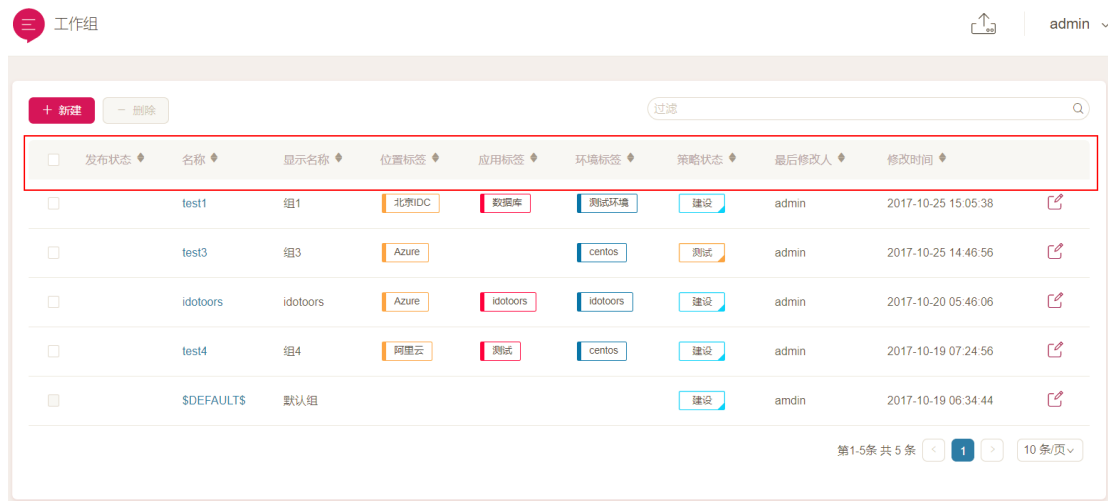 工作组
admin
+ 新建 - 删除 过滤
发布状态 名称 显示名称 位置标签 应用标签 环境标签 策略状态 最后修改人 修改时间
test1 组1 北京IDC 数据库 测试环境 建设 admin 2017-10-25 15:05:38
test3 组3 Azure centos 测试 admin 2017-10-25 14:46:56
idotoors idotoors Azure idotoors idotoors 建设 admin 2017-10-20 05:46:06
test4 组4 阿里云 测试 centos 建设 admin 2017-10-19 07:24:56
$DEFAULT$ 默认组 建设 amdin 2017-10-19 06:34:44
第1-5条 共 5 条 < 1 > 10 条/页